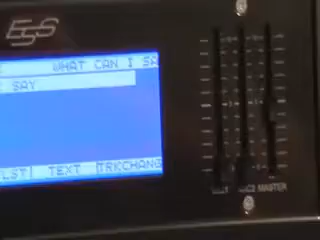 ESS
WHAT CAN I SA
SAY
LST! TEXT TRKCHANG
MASTER